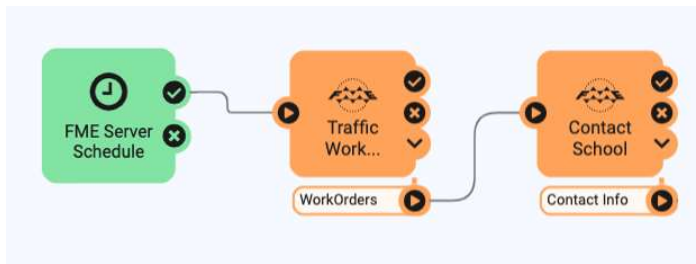 FME Server
Schedule
Traffic
Work...
WorkOrders
Contact
School
Contact Info